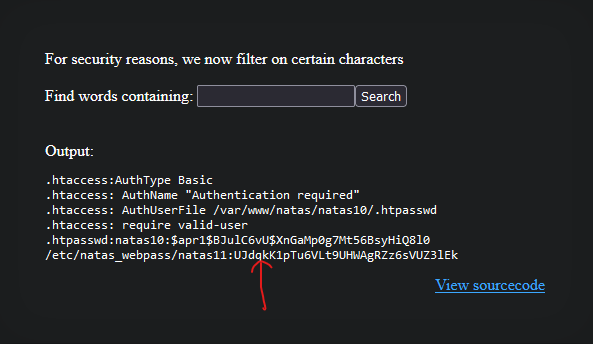 For security reasons, we now filter on certain characters
Find words containing: Search
Output:
.htaccess:AuthType Basic
.htaccess: AuthName "Authentication required"
.htaccess: AuthUserFile /var/www/natas/natas10/.htpasswd
.htaccess: require valid-user
.htpasswd:natas10:$apr1$BJulC6vU$XnGaMp0g7Mt56BsyHiQ8l0
/etc/natas_webpass/natas11:UJdqkK1pTu6VLt9UHWAgRZz6sVUZ3lEk
View sourcecode